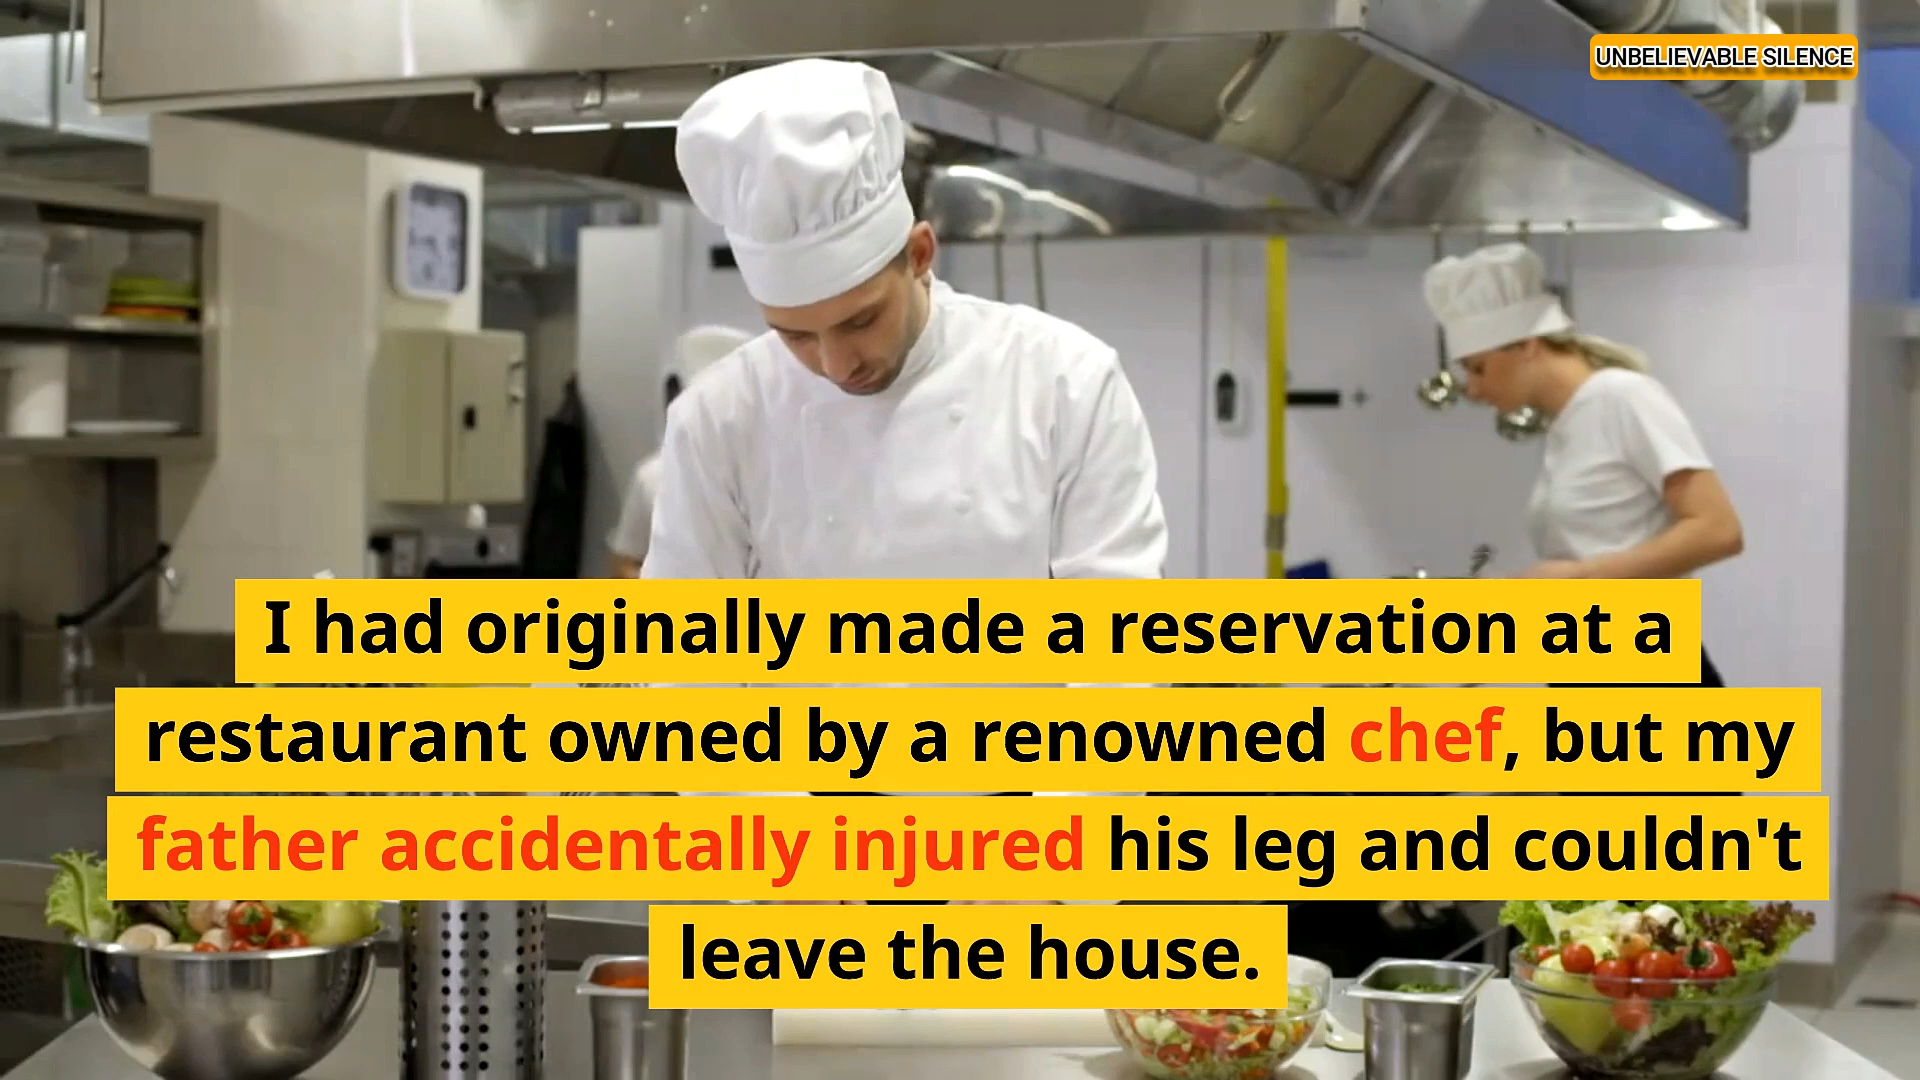 UNBELIEVABLE SILENCE
I had originally made a reservation at a
restaurant owned by a renowned chef, but my
father accidentally injured his leg and couldn't
leave the house.